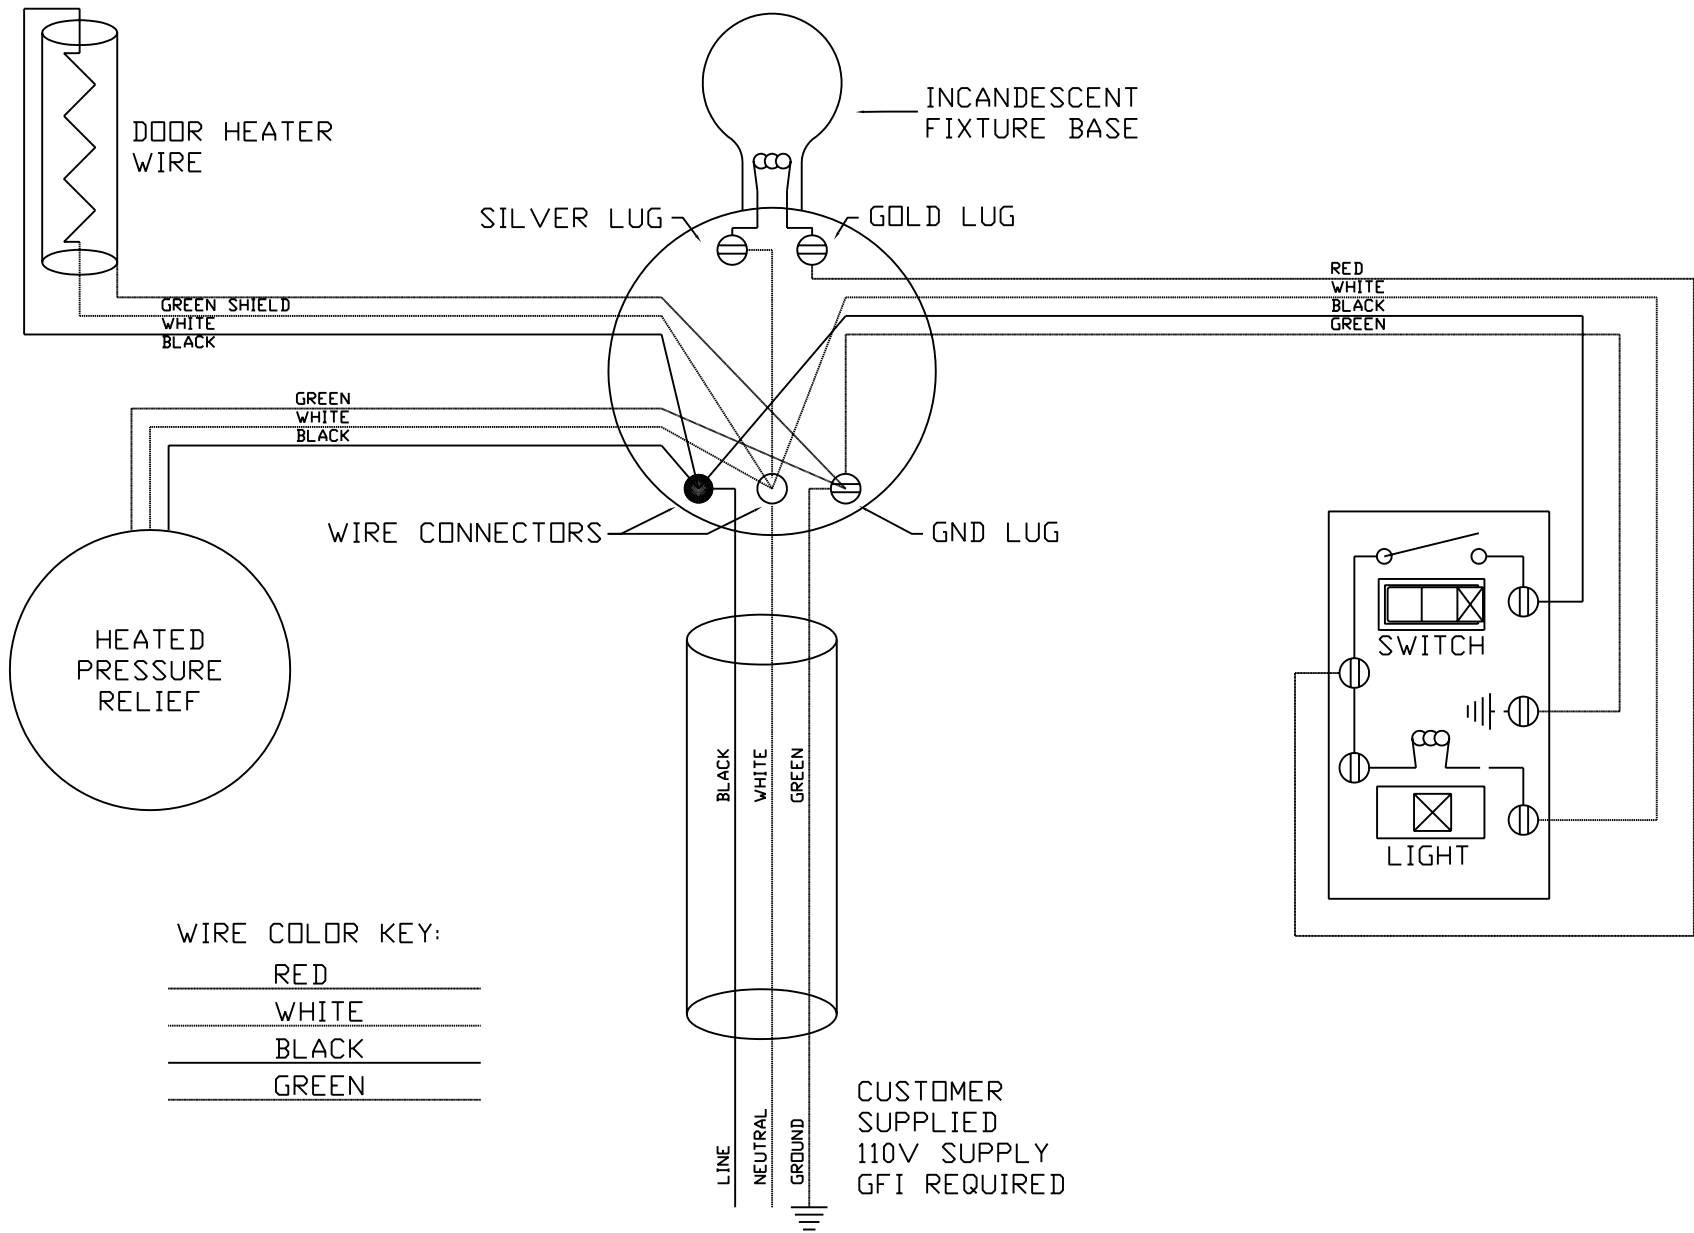 INCANDESCENT
FIXTURE BASE
DOOR HEATER
WIRE
SILVER LUG
GOLD LUG
RED
WHITE
BLACK
GREEN
GREEN SHIELD
WHITE
BLACK
GREEN
WHITE
BLACK
WIRE CONNECTORS
GND LUG
HEATED
PRESSURE
RELIEF
SWITCH
LIGHT
BLACK
WHITE
GREEN
WIRE COLOR KEY:
RED
WHITE
BLACK
GREEN
LINE
NEUTRAL
GROUND
CUSTOMER
SUPPLIED
110V SUPPLY
GFI REQUIRED